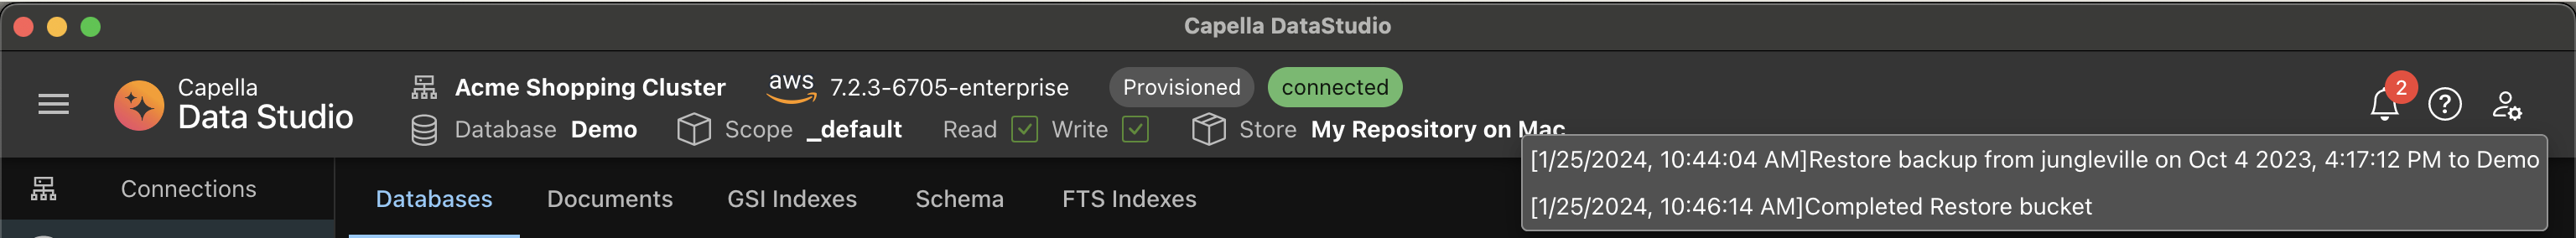 Capella DataStudio
Capella
Data Studio
Acme Shopping Cluster aws 7.2.3-6705-enterprise Provisioned connected
2
?
Database Demo Scope _default Read Write Store My Repository on Mac
[1/25/2024, 10:44:04 AM]Restore backup from jungleville on Oct 4 2023, 4:17:12 PM to Demo
[1/25/2024, 10:46:14 AM]Completed Restore bucket
Connections
Databases Documents GSI Indexes Schema FTS Indexes